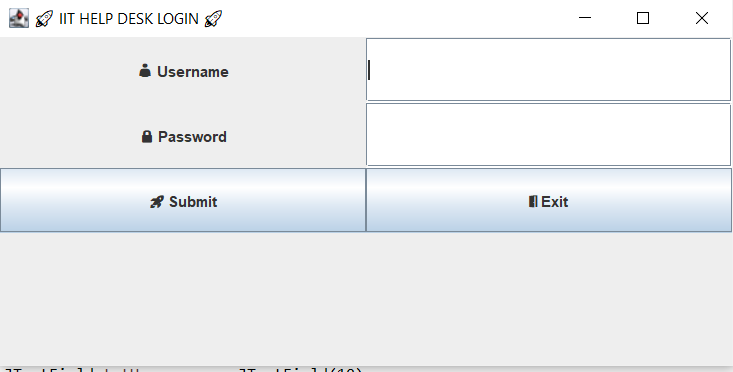 🚀 IIT HELP DESK LOGIN 🚀
👤 Username
🔒 Password
🚀 Submit
🚪Exit